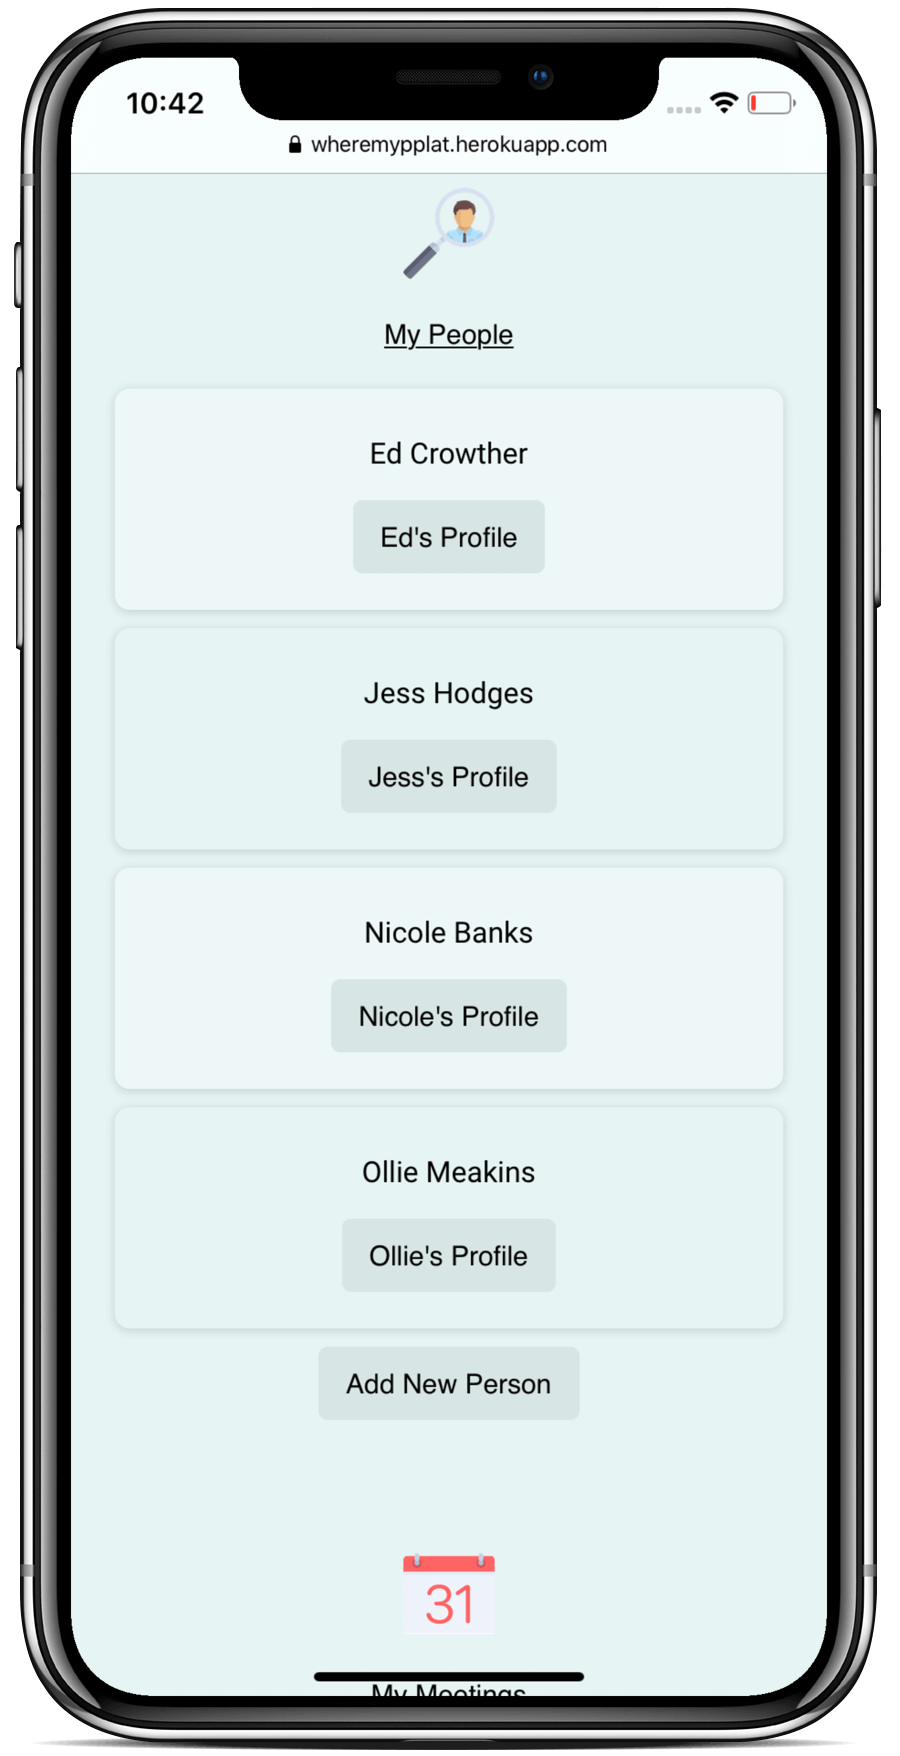 10:42
wheremypplat.herokuapp.com
My People
Ed Crowther
Ed's Profile
Jess Hodges
Jess's Profile
Nicole Banks
Nicole's Profile
Ollie Meakins
Ollie's Profile
Add New Person
31
My Meetings